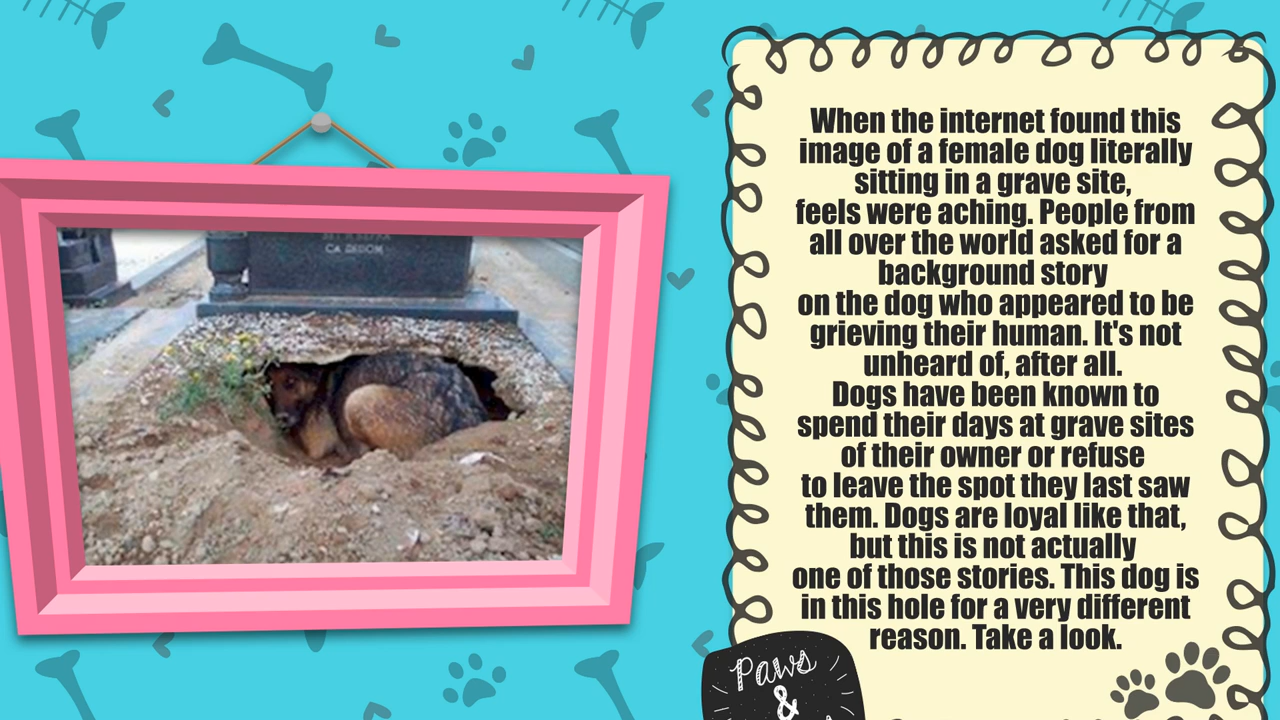 СА ДЕЦОМ
When the internet found this
image of a female dog literally
sitting in a grave site,
feels were aching. People from
all over the world asked for a
background story
on the dog who appeared to be
grieving their human. It's not
unheard of, after all.
Dogs have been known to
spend their days at grave sites
of their owner or refuse
to leave the spot they last saw
them. Dogs are loyal like that,
but this is not actually
one of those stories. This dog is
in this hole for a very different
reason. Take a look.
Paws
&